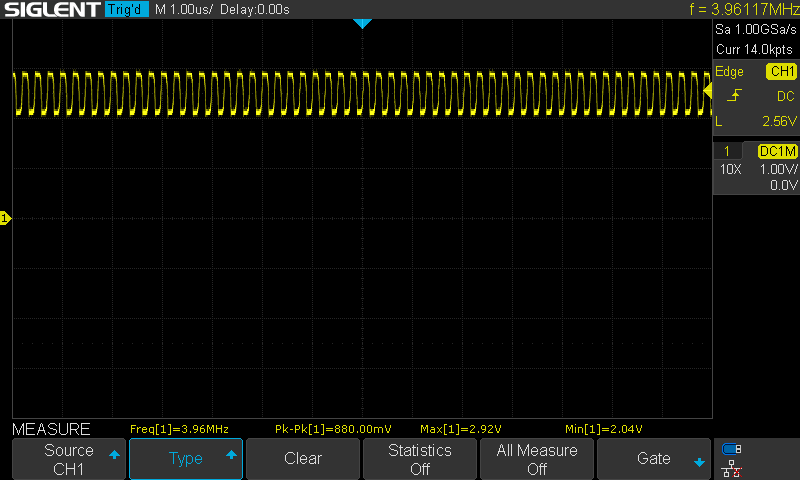 SIGLENT Trig'd M 1.00us/ Delay:0.00s f = 3.96117MHz
Sa 1.00GSa/s
Curr 14.0kpts
Edge CH1
DC
L 2.56V
1 DC1M
10X 1.00V/
0.0V
1
MEASURE Freq[1]=3.96MHz Pk-Pk[1]=880.00mV Max[1]=2.92V Min[1]=2.04V
Source
CH1
Type
Clear
Statistics
Off
All Measure
Off
Gate